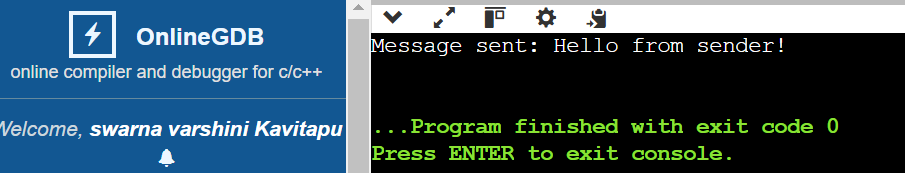 OnlineGDB
online compiler and debugger for c/c++
Welcome, swarna varshini Kavitapu
Message sent: Hello from sender!
...Program finished with exit code 0
Press ENTER to exit console.